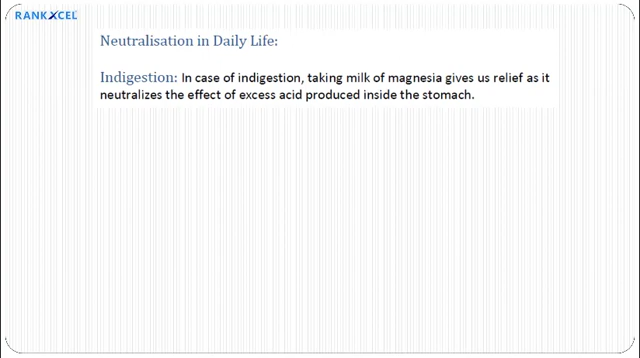 RANKXCEL
Neutralisation in Daily Life:
Indigestion: In case of indigestion, taking milk of magnesia gives us relief as it
neutralizes the effect of excess acid produced inside the stomach.